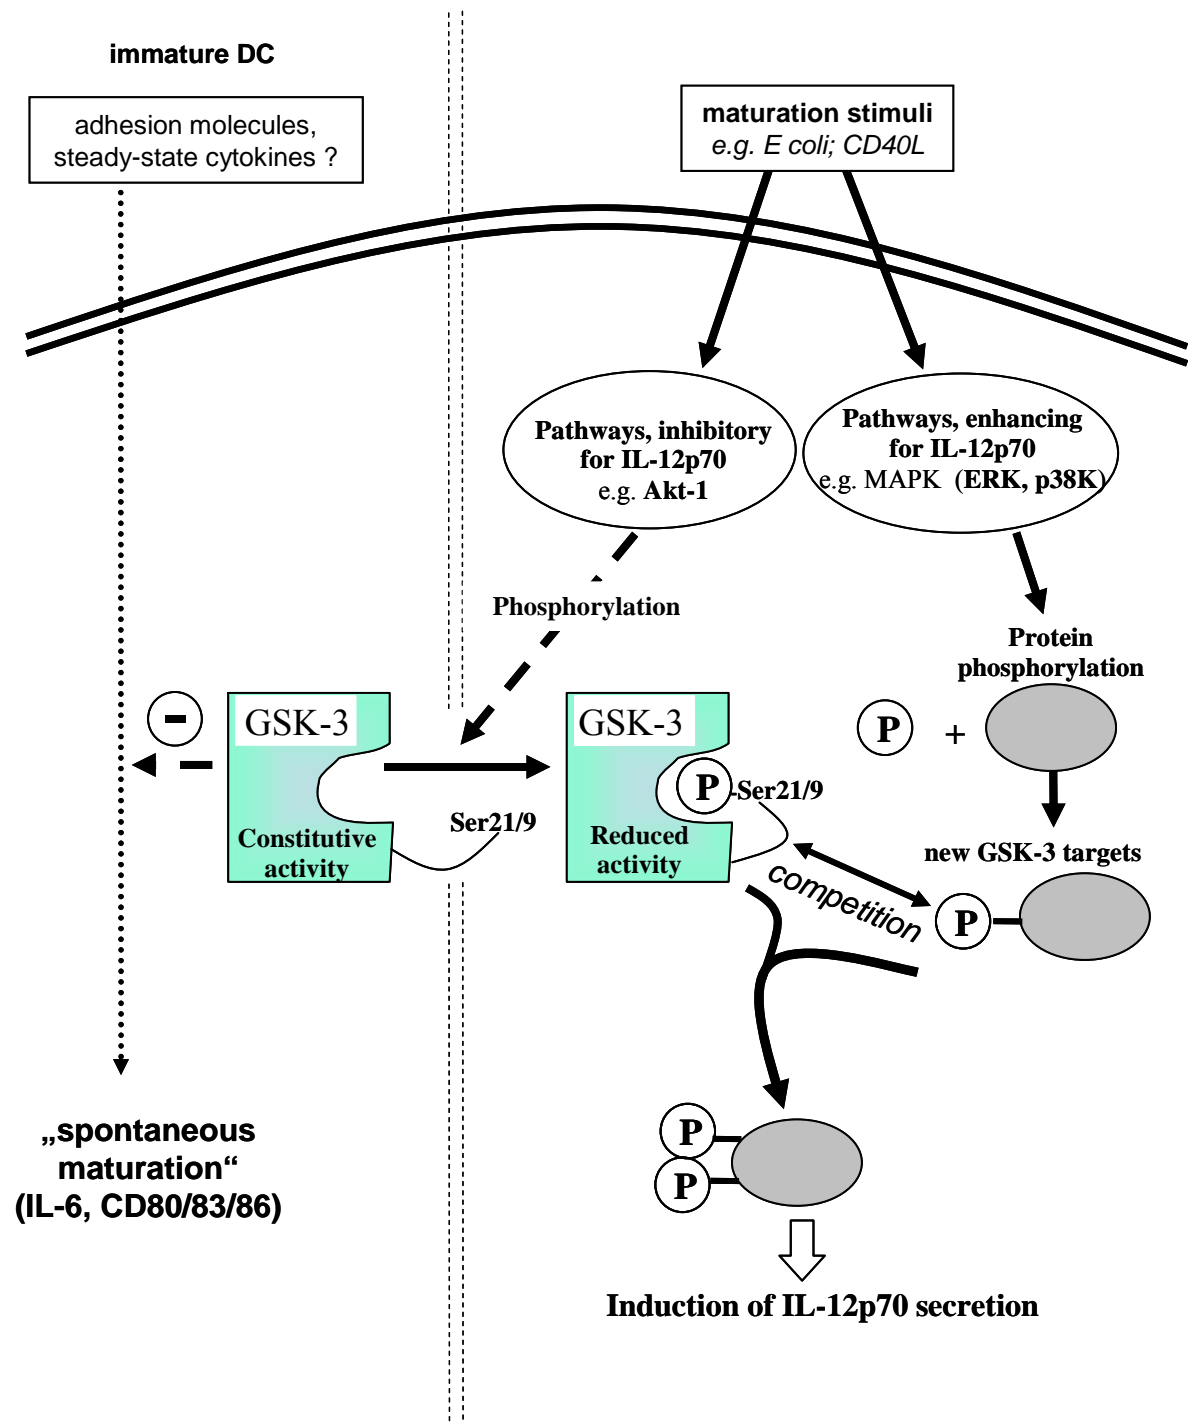 immature DC
adhesion molecules,
steady-state cytokines ?
maturation stimuli
e.g. E coli; CD40L
Pathways, inhibitory
for IL-12p70
e.g. Akt-1
Pathways, enhancing
for IL-12p70
e.g. MAPK (ERK, p38K)
Phosphorylation
Protein
phosphorylation
P
+
-
GSK-3
Constitutive
activity
Ser21/9
GSK-3
P
-Ser21/9
Reduced
activity
new GSK-3 targets
competition
P
„spontaneous
maturation“
(IL-6, CD80/83/86)
P
P
Induction of IL-12p70 secretion